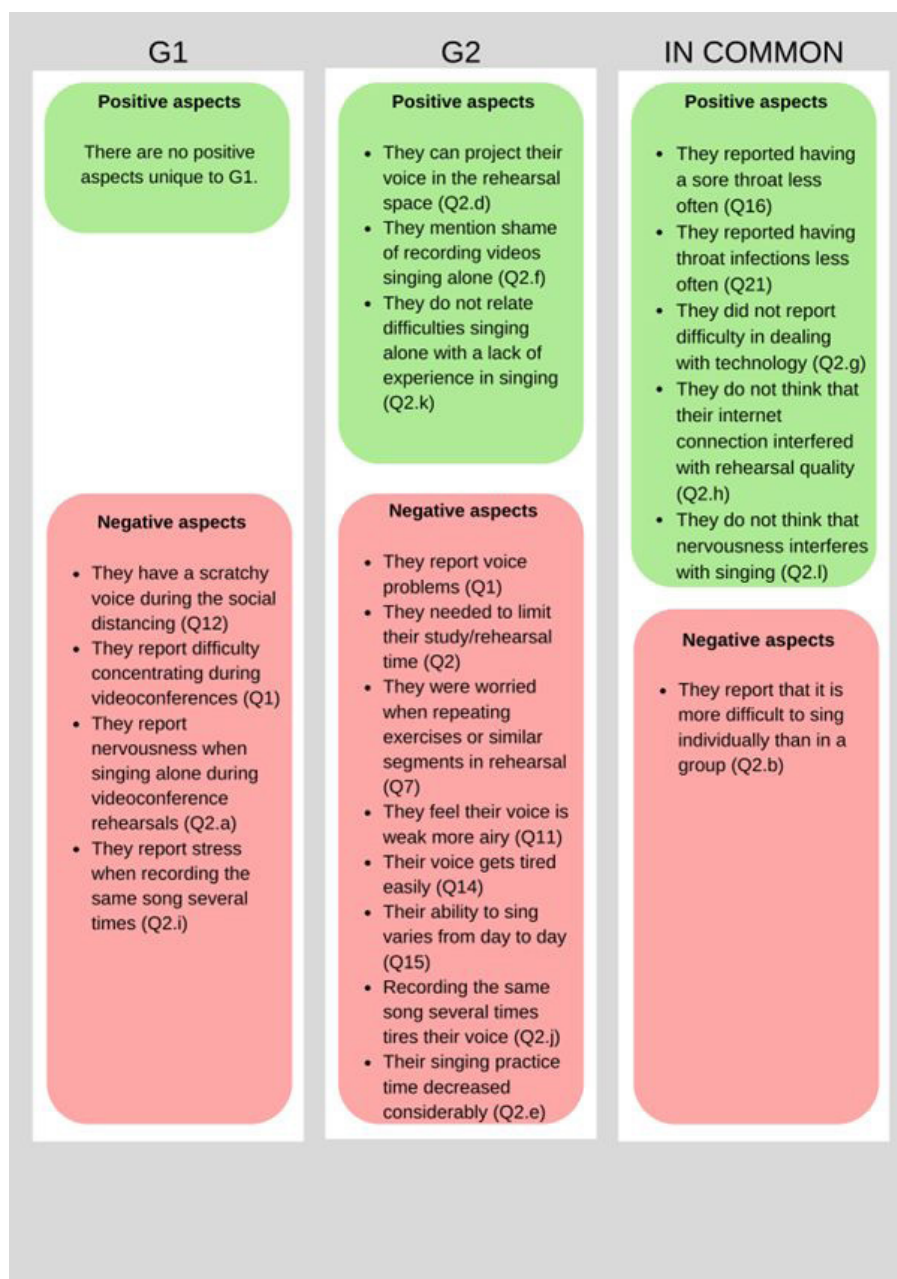 G1
Positive aspects
There are no positive
aspects unique to G1.
Negative aspects
• They have a scratchy
voice during the social
distancing (Q12)
• They report difficulty
concentrating during
videoconferences (Q1)
• They report
nervousness when
singing alone during
videoconference
rehearsals (Q2.a)
• They report stress
when recording the
same song several
times (Q2.i)
G2
Positive aspects
• They can project their
voice in the rehearsal
space (Q2.d)
• They mention shame
of recording videos
singing alone (Q2.f)
• They do not relate
difficulties singing
alone with a lack of
experience in singing
(Q2.k)
Negative aspects
• They report voice
problems (Q1)
• They needed to limit
their study/rehearsal
time (Q2)
• They were worried
when repeating
exercises or similar
segments in rehearsal
(Q7)
• They feel their voice is
weak more airy (Q11)
• Their voice gets tired
easily (Q14)
• Their ability to sing
varies from day to day
(Q15)
• Recording the same
song several times
tires their voice (Q2.j)
• Their singing practice
time decreased
considerably (Q2.e)
IN COMMON
Positive aspects
• They reported having
a sore throat less
often (Q16)
• They reported having
throat infections less
often (Q21)
• They did not report
difficulty in dealing
with technology (Q2.g)
• They do not think that
their internet
connection interfered
with rehearsal quality
(Q2.h)
• They do not think that
nervousness interferes
with singing (Q2.l)
Negative aspects
• They report that it is
more difficult to sing
individually than in a
group (Q2.b)